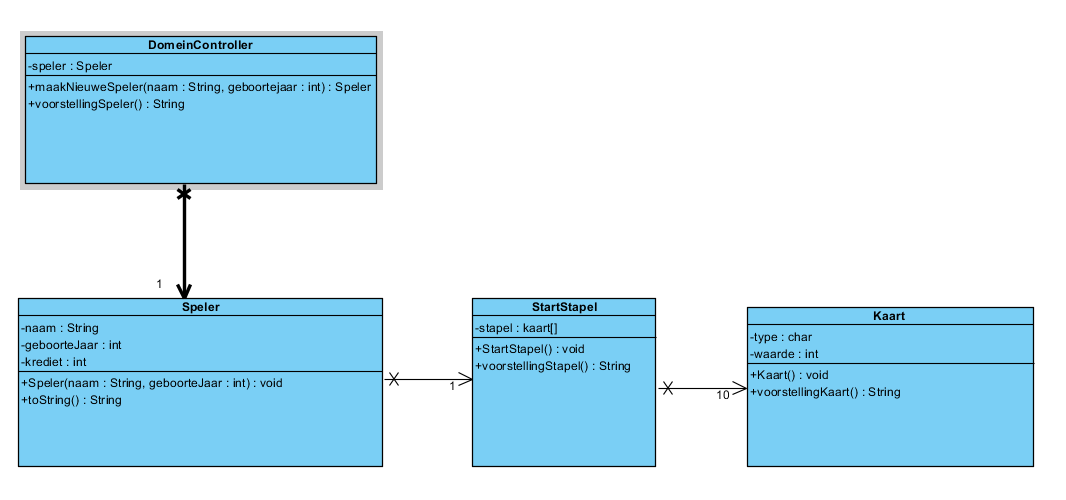 DomeinController
-speler : Speler
+maakNieuweSpeler(naam : String, geboortejaar : int) : Speler
+voorstellingSpeler() : String
1
Speler
-naam : String
-geboorteJaar : int
-krediet : int
+Speler(naam : String, geboorteJaar : int) : void
+toString() : String
1
StartStapel
-stapel : kaart[]
+StartStapel() : void
+voorstellingStapel() : String
10
Kaart
-type : char
-waarde : int
+Kaart() : void
+voorstellingKaart() : String